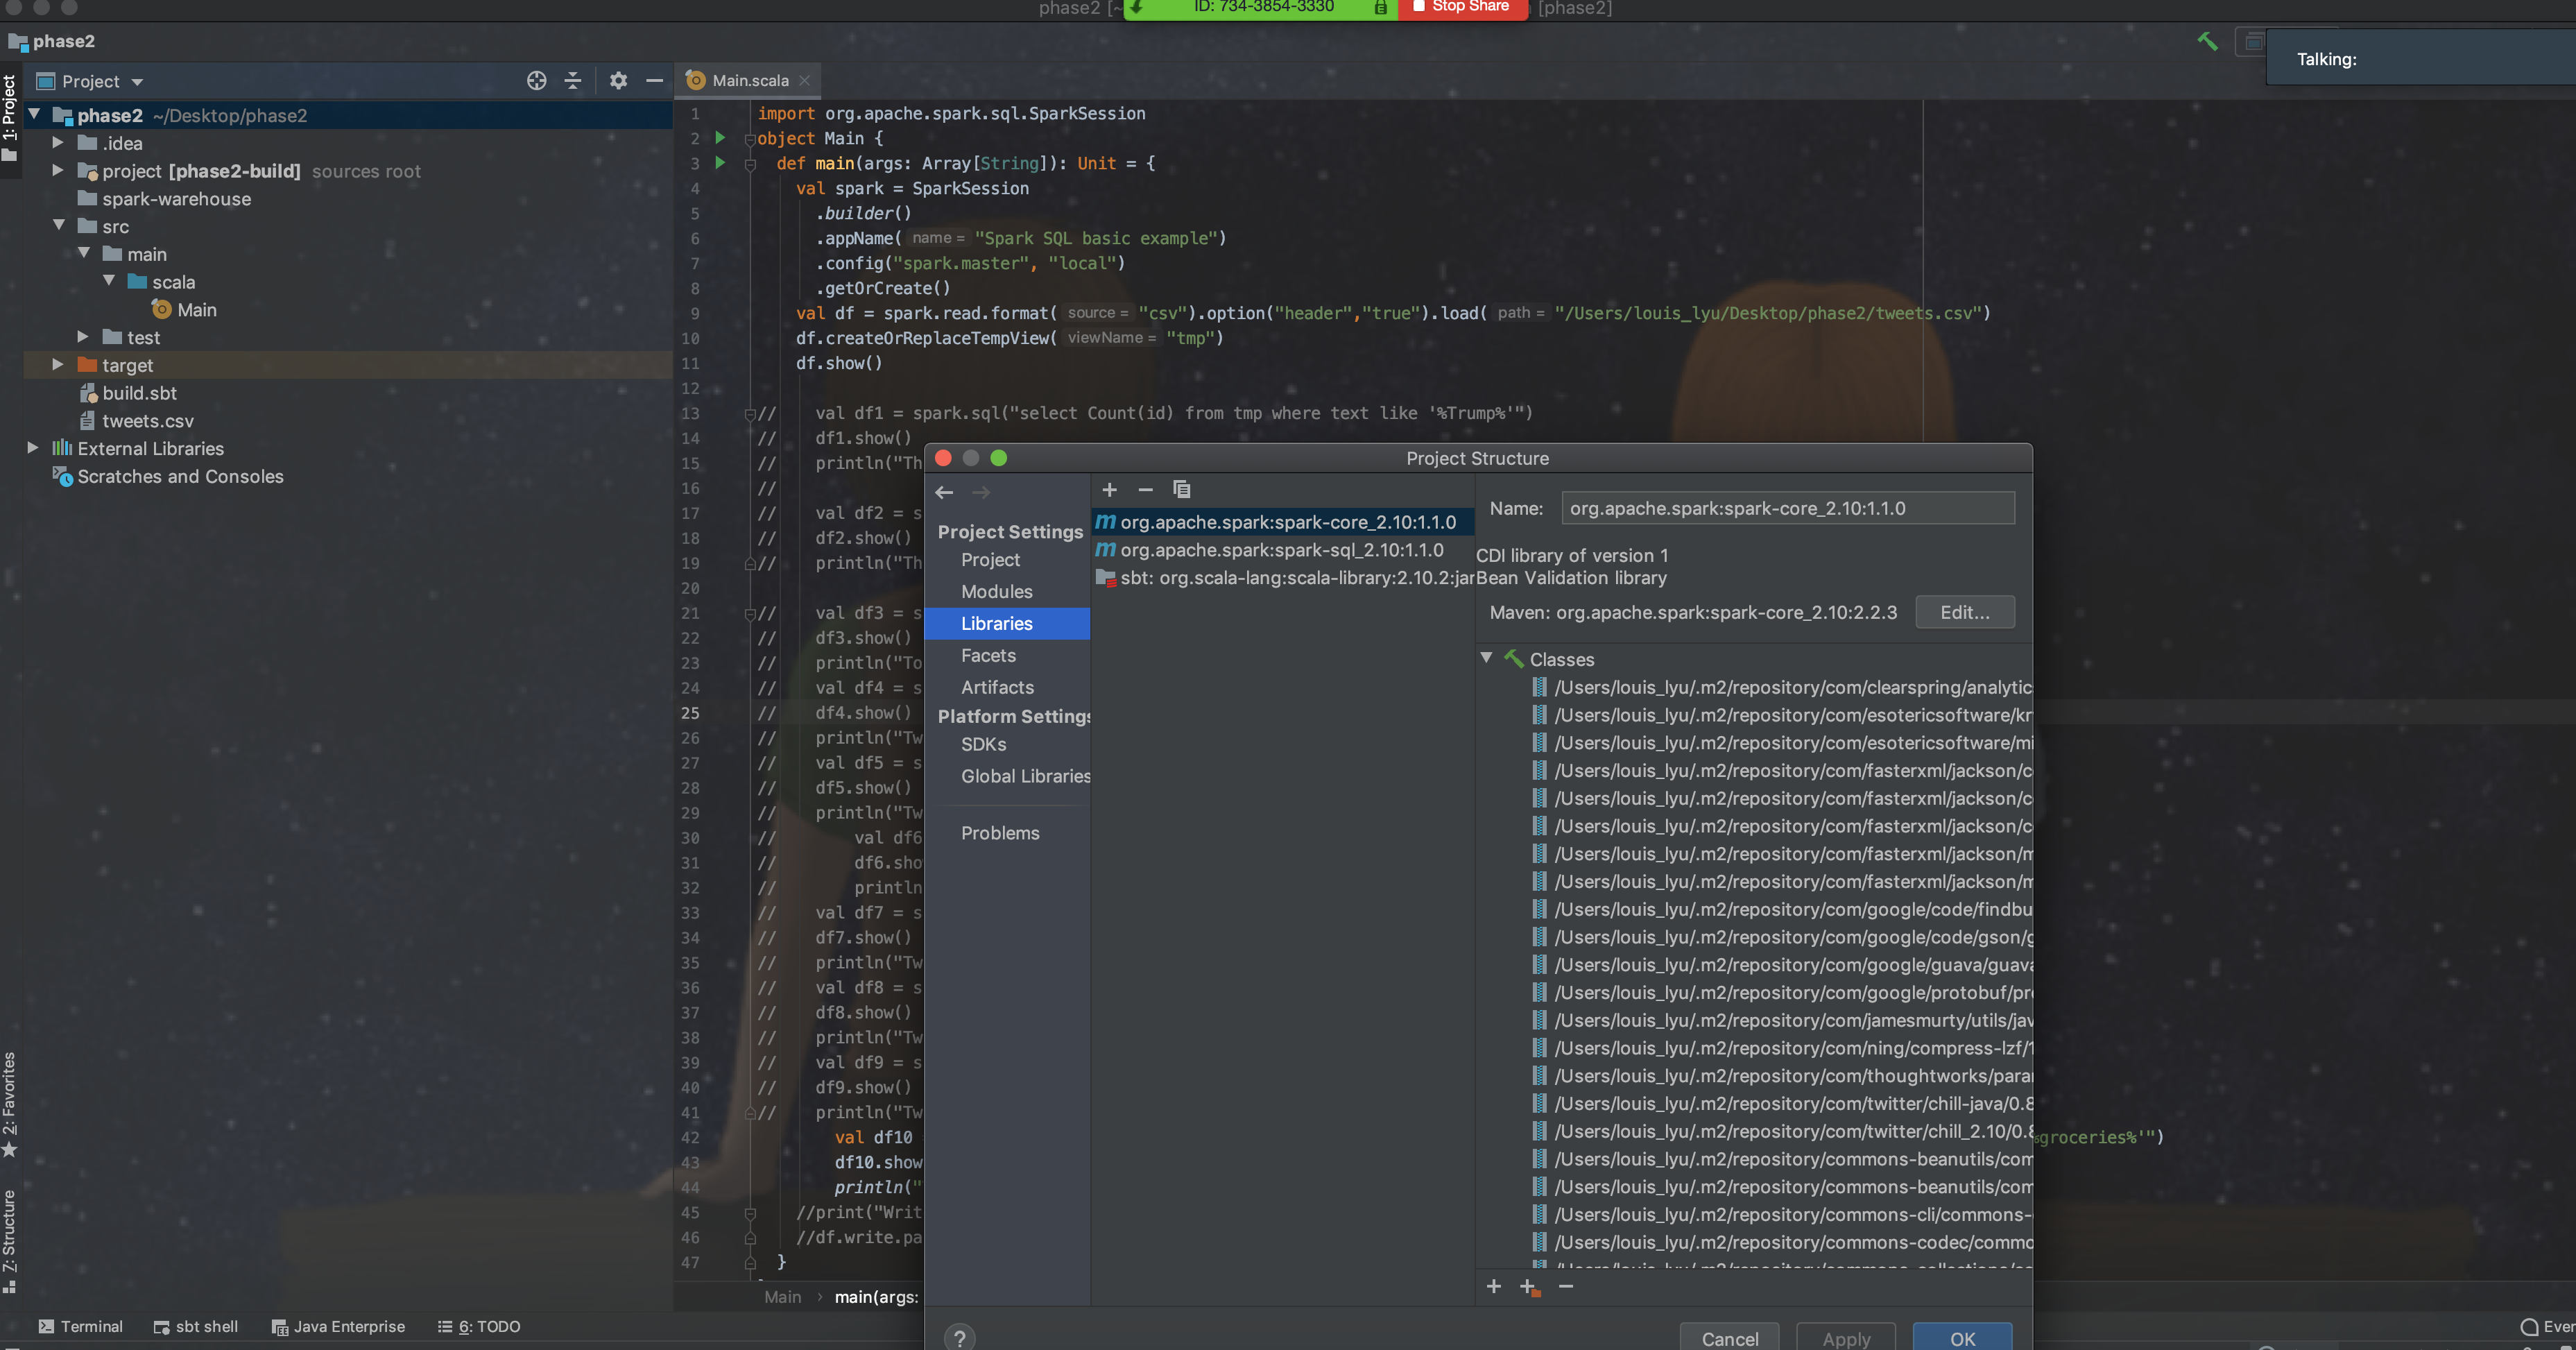 phase2 [~
ID: 734-3854-3330
Stop Share
[phase2]
phase2
Talking:
1: Project
Project
Main.scala
phase2 ~/Desktop/phase2
.idea
project [phase2-build] sources root
spark-warehouse
src
main
scala
Main
test
target
build.sbt
tweets.csv
External Libraries
Scratches and Consoles
2: Favorites
7: Structure
1 import org.apache.spark.sql.SparkSession
2 object Main {
3 def main(args: Array[String]): Unit = {
4 val spark = SparkSession
5 .builder()
6 .appName( name = "Spark SQL basic example")
7 .config("spark.master", "local")
8 .getOrCreate()
9 val df = spark.read.format( source = "csv").option("header","true").load( path = "/Users/louis_lyu/Desktop/phase2/tweets.csv")
10 df.createOrReplaceTempView( viewName = "tmp")
11 df.show()
12
13 // val df1 = spark.sql("select Count(id) from tmp where text like '%Trump%'")
14 // df1.show()
15 // println("Th
16 //
17 // val df2 = s
18 // df2.show()
19 // println("Th
20
21 // val df3 = s
22 // df3.show()
23 // println("To
24 // val df4 = s
25 // df4.show()
26 // println("Tw
27 // val df5 = s
28 // df5.show()
29 // println("Tw
30 // val df6
31 // df6.sho
32 // println
33 // val df7 = s
34 // df7.show()
35 // println("Tw
36 // val df8 = s
37 // df8.show()
38 // println("Tw
39 // val df9 = s
40 // df9.show()
41 // println("Tw
42 val df10
groceries%'")
43 df10.show
44 println("
45 //print("Writ
46 //df.write.pa
47 }
Main › main(args:
Project Structure
Project Settings
Project
Modules
Libraries
Facets
Artifacts
Platform Settings
SDKs
Global Libraries
Problems
org.apache.spark:spark-core_2.10:1.1.0
org.apache.spark:spark-sql_2.10:1.1.0
sbt: org.scala-lang:scala-library:2.10.2:jar
Name: org.apache.spark:spark-core_2.10:1.1.0
CDI library of version 1
Bean Validation library
Maven: org.apache.spark:spark-core_2.10:2.2.3
Edit...
Classes
/Users/louis_lyu/.m2/repository/com/clearspring/analytic
/Users/louis_lyu/.m2/repository/com/esotericsoftware/kr
/Users/louis_lyu/.m2/repository/com/esotericsoftware/mi
/Users/louis_lyu/.m2/repository/com/fasterxml/jackson/c
/Users/louis_lyu/.m2/repository/com/fasterxml/jackson/c
/Users/louis_lyu/.m2/repository/com/fasterxml/jackson/c
/Users/louis_lyu/.m2/repository/com/fasterxml/jackson/m
/Users/louis_lyu/.m2/repository/com/fasterxml/jackson/m
/Users/louis_lyu/.m2/repository/com/google/code/findbu
/Users/louis_lyu/.m2/repository/com/google/code/gson/g
/Users/louis_lyu/.m2/repository/com/google/guava/guava
/Users/louis_lyu/.m2/repository/com/google/protobuf/pro
/Users/louis_lyu/.m2/repository/com/jamesmurty/utils/jav
/Users/louis_lyu/.m2/repository/com/ning/compress-lzf/1
/Users/louis_lyu/.m2/repository/com/thoughtworks/parar
/Users/louis_lyu/.m2/repository/com/twitter/chill-java/0.8
/Users/louis_lyu/.m2/repository/com/twitter/chill_2.10/0.8
/Users/louis_lyu/.m2/repository/commons-beanutils/com
/Users/louis_lyu/.m2/repository/commons-beanutils/com
/Users/louis_lyu/.m2/repository/commons-cli/commons-
/Users/louis_lyu/.m2/repository/commons-codec/commo
?
Cancel
Apply
OK
Terminal
sbt shell
Java Enterprise
6: TODO
Even